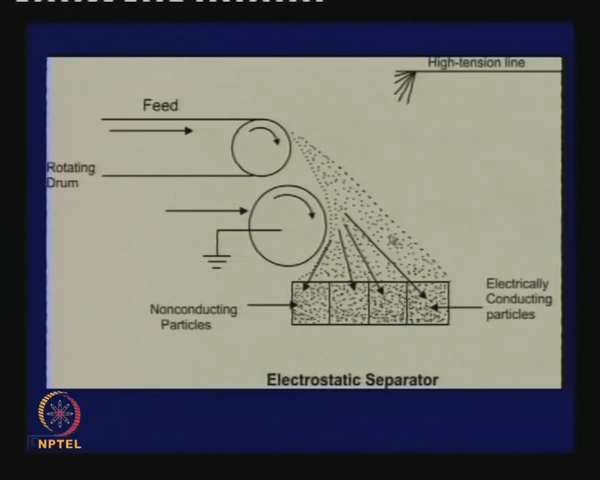 High-tension line
Feed
Rotating
Drum
Electrically
Conducting
particles
Nonconducting
Particles
Electrostatic Separator
NPTEL